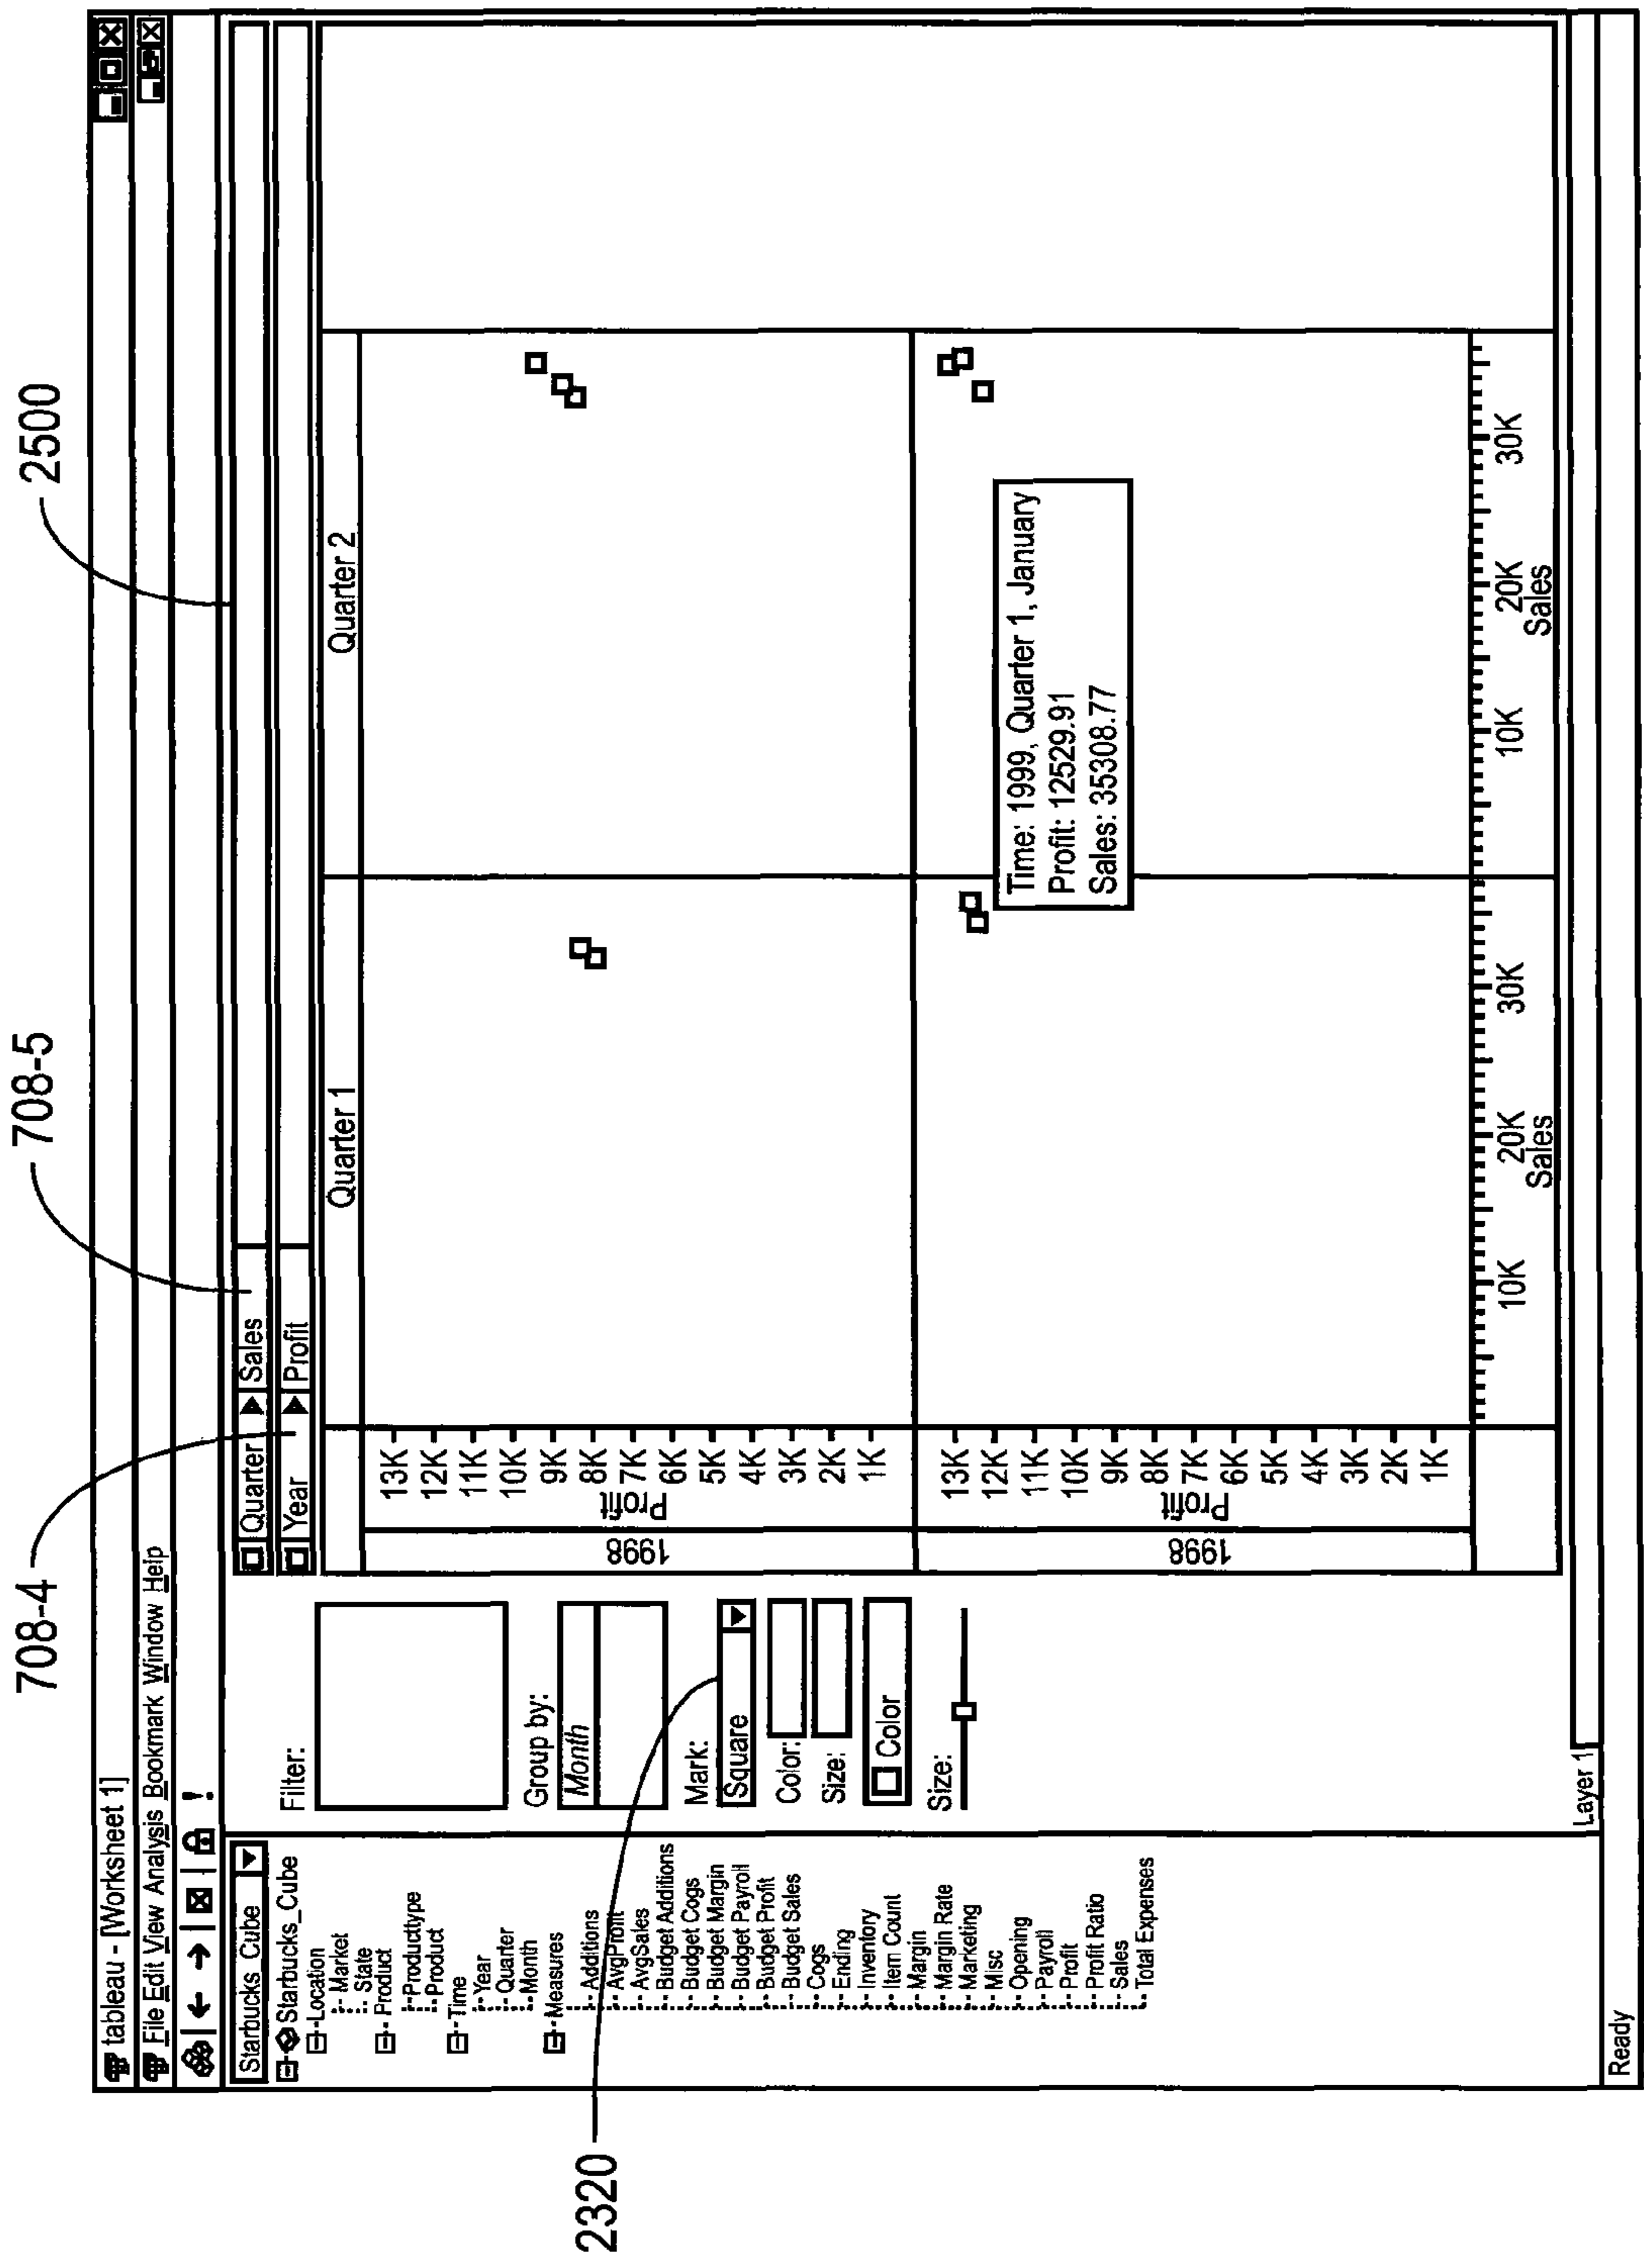 2500
708-5
708-4
2320
tableau - [Worksheet 1]
File Edit View Analysis Bookmark Window Help
!
Starbucks Cube
Starbucks_Cube
Location
Market
State
Product
Producttype
Product
Time
Year
Quarter
Month
Measures
Additions
AvgProfit
AvgSales
Budget Additions
Budget Cogs
Budget Margin
Budget Payroll
Budget Profit
Budget Sales
Cogs
Ending
Inventory
Item Count
Margin
Margin Rate
Marketing
Misc
Opening
Payroll
Profit
Profit Ratio
Sales
Total Expenses
Filter:
Group by:
Month
Mark:
Square
Color:
Size:
Color
Size:
Quarter Sales
Year Profit
Quarter 1 Quarter 2
1998
Profit
13K
12K
11K
10K
9K
8K
7K
6K
5K
4K
3K
2K
1K
1998
Profit
13K
12K
11K
10K
9K
8K
7K
6K
5K
4K
3K
2K
1K
Time: 1999, Quarter 1, January
Profit: 12529.91
Sales: 35308.77
10K 20K 30K 10K 20K 30K
Sales Sales
Layer 1
Ready